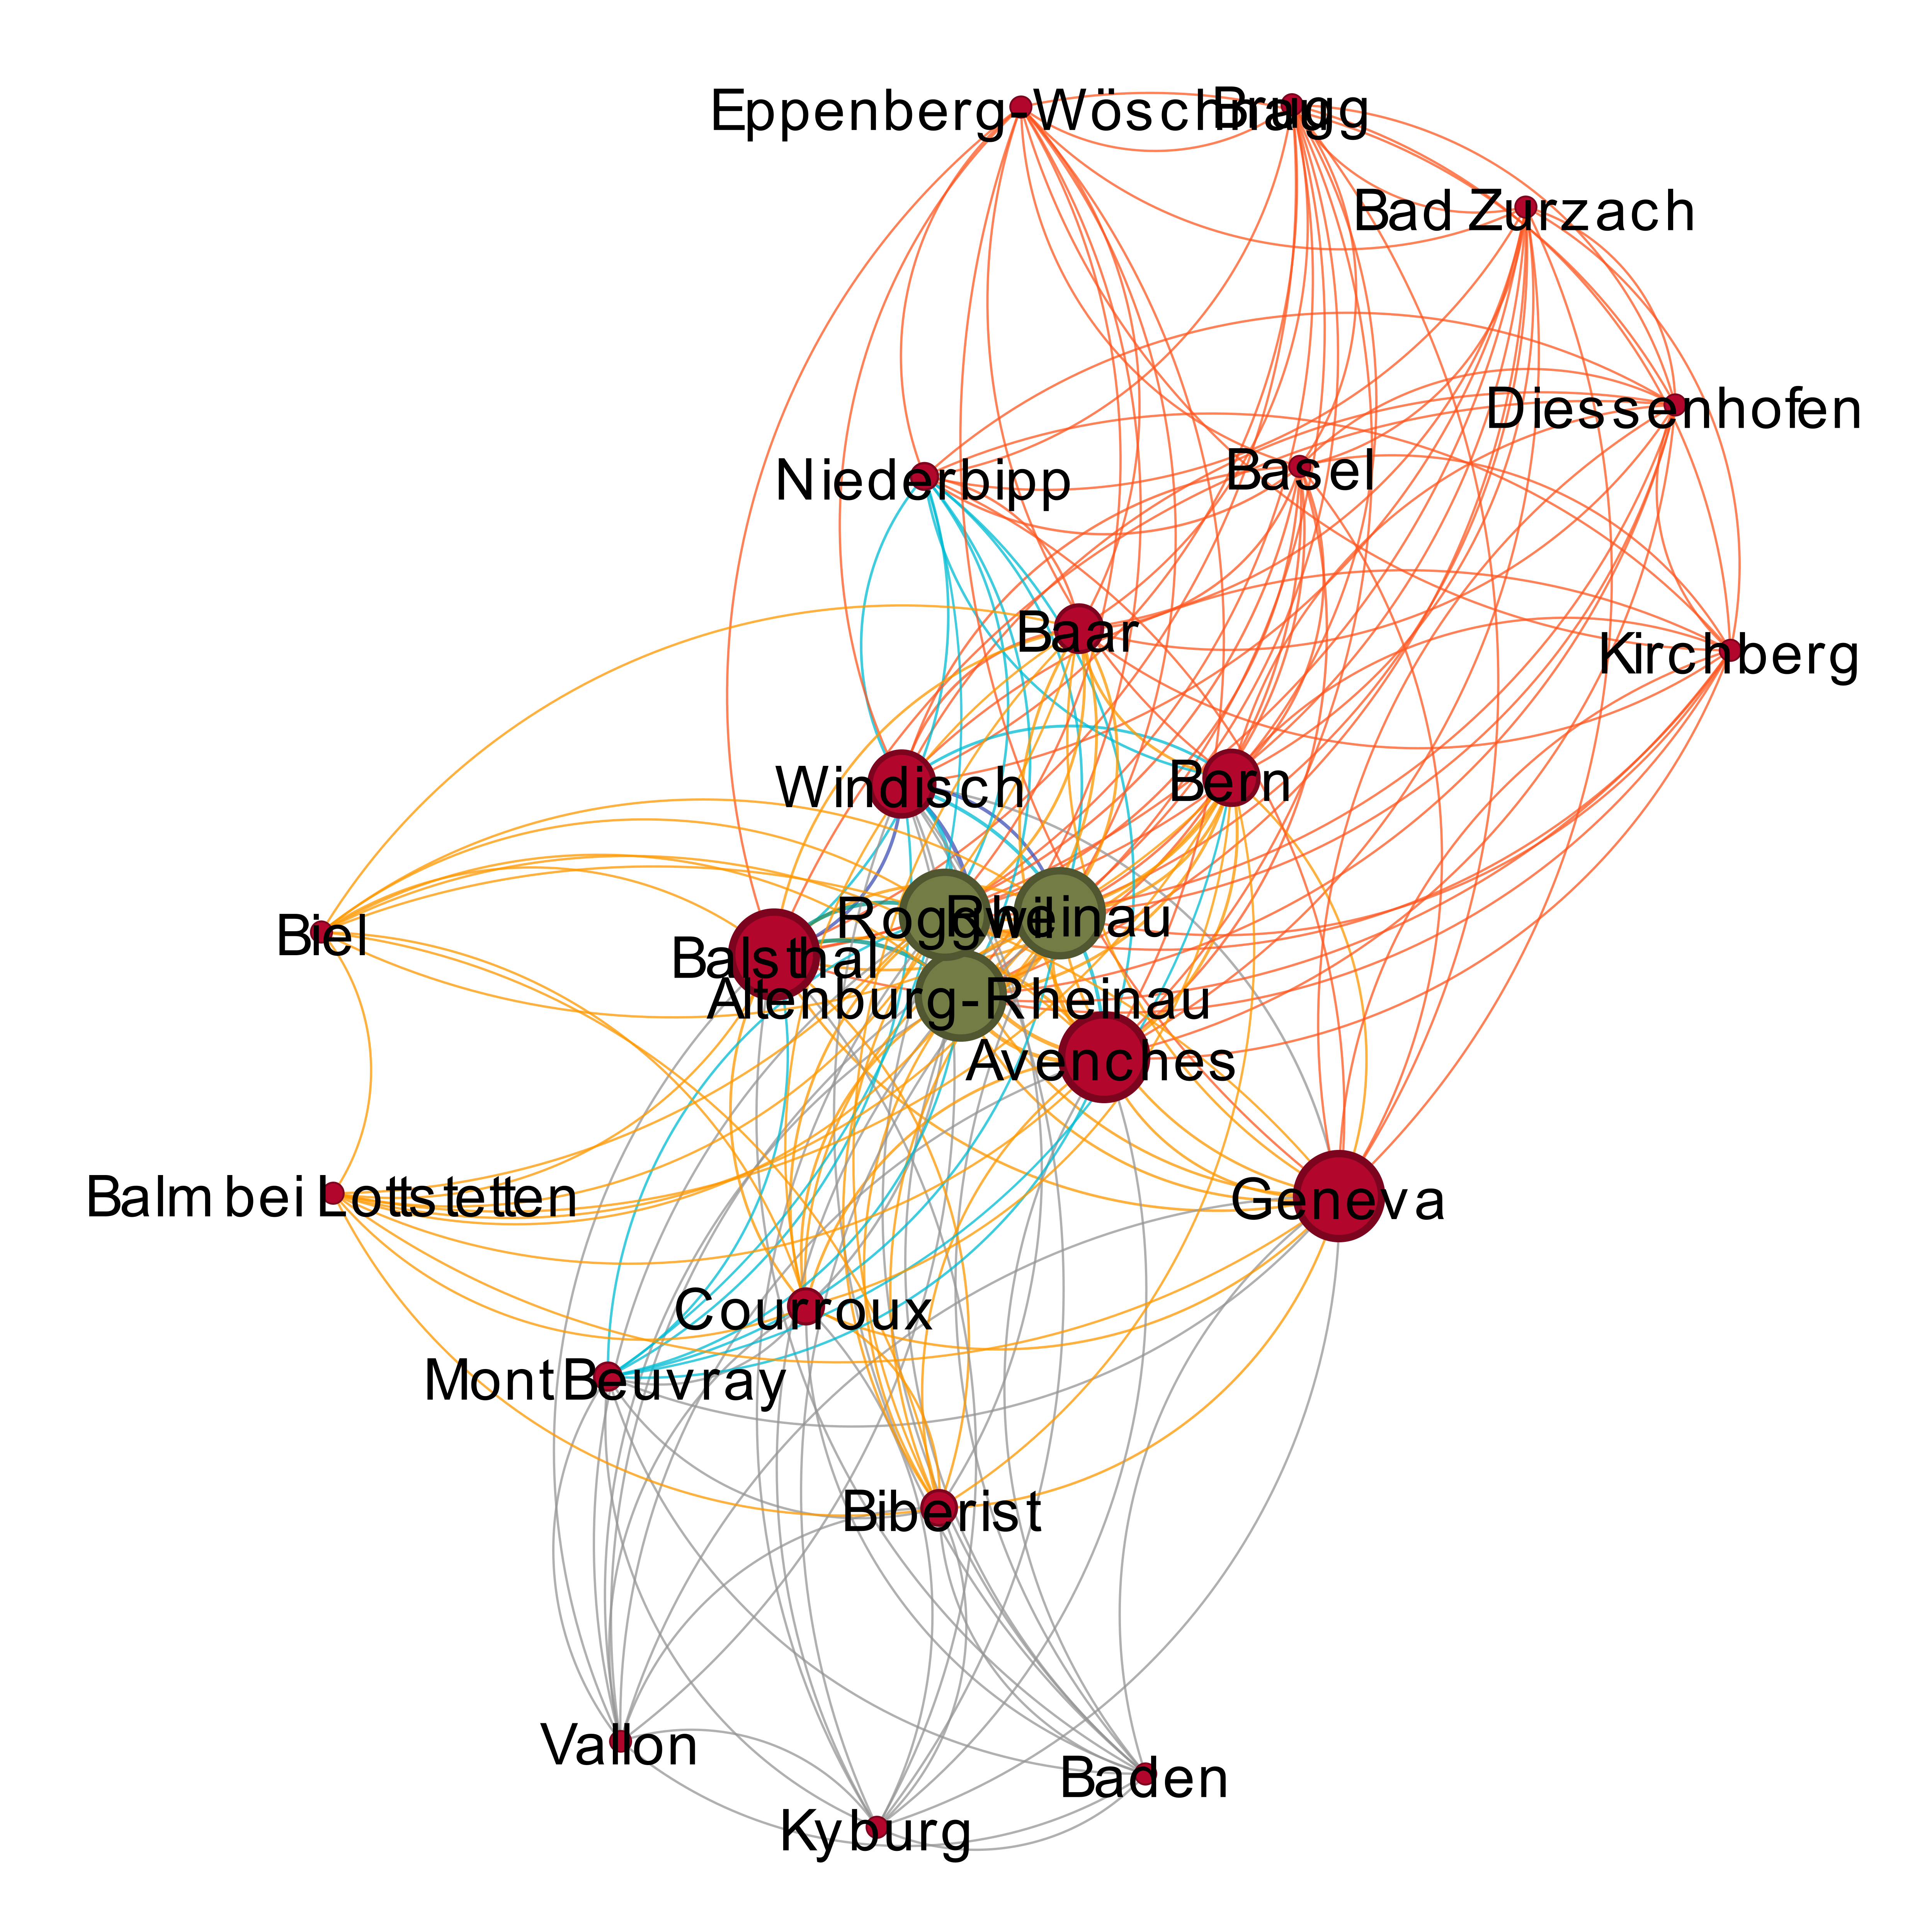 Eppenberg-Wöschnau
Brugg
Bad Zurzach
Diessenhofen
Niederbipp
Basel
Baar
Kirchberg
Windisch
Bern
Roggwil
Rheinau
Biel
Balsthal
Altenburg-Rheinau
Avenches
Balm bei Lottstetten
Geneva
Courroux
Mont Beuvray
Biberist
Vallon
Baden
Kyburg